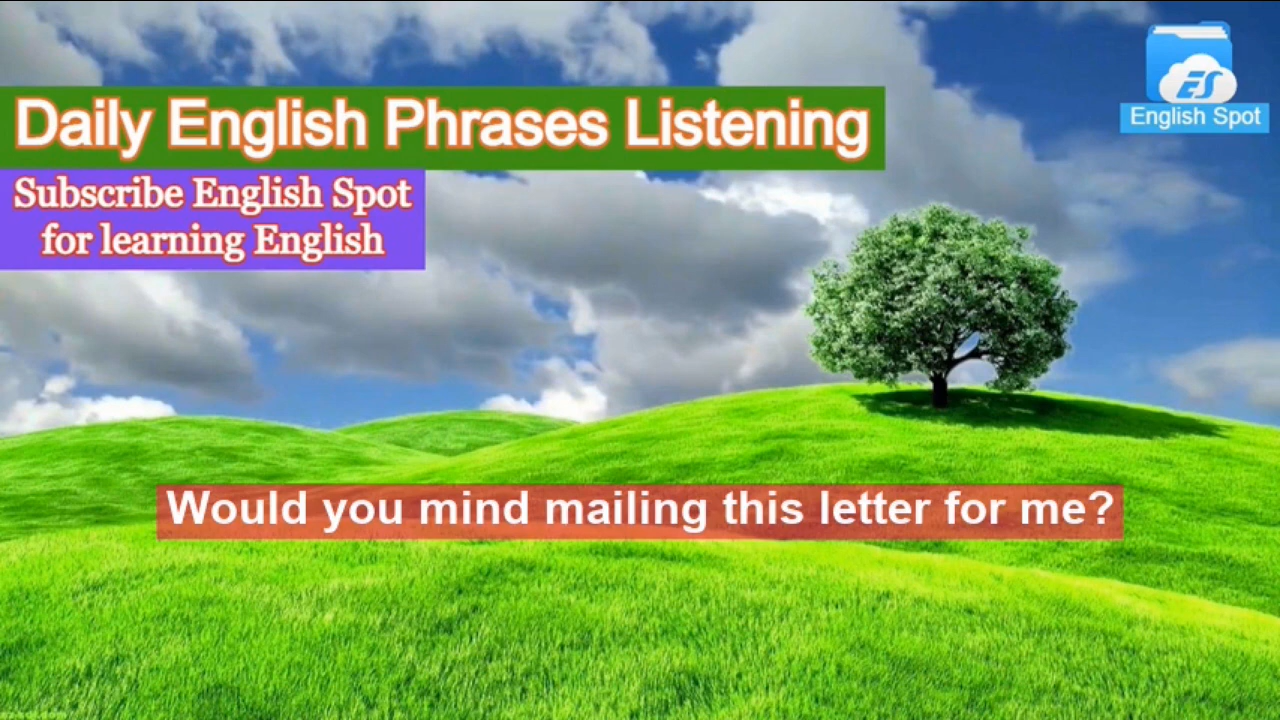 Daily English Phrases Listening
Subscribe English Spot
for learning English
ES
English Spot
Would you mind mailing this letter for me?